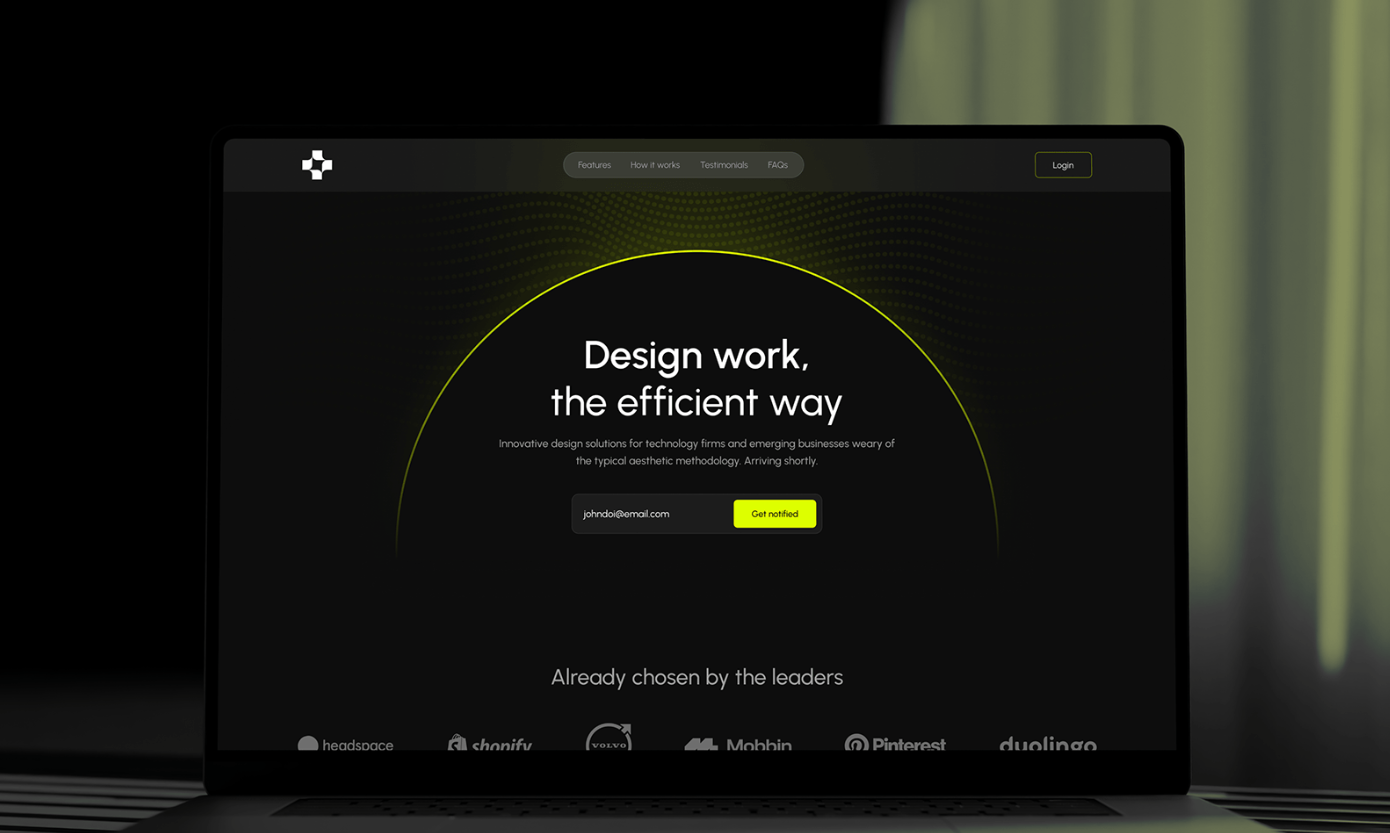 Features How it works Testimonials FAQs
Login
Design work,
the efficient way
Innovative design solutions for technology firms and emerging businesses weary of
the typical aesthetic methodology. Arriving shortly.
johndoi@email.com
Get notified
Already chosen by the leaders
headspace shopify VOLVO Mobbin Pinterest duolingo